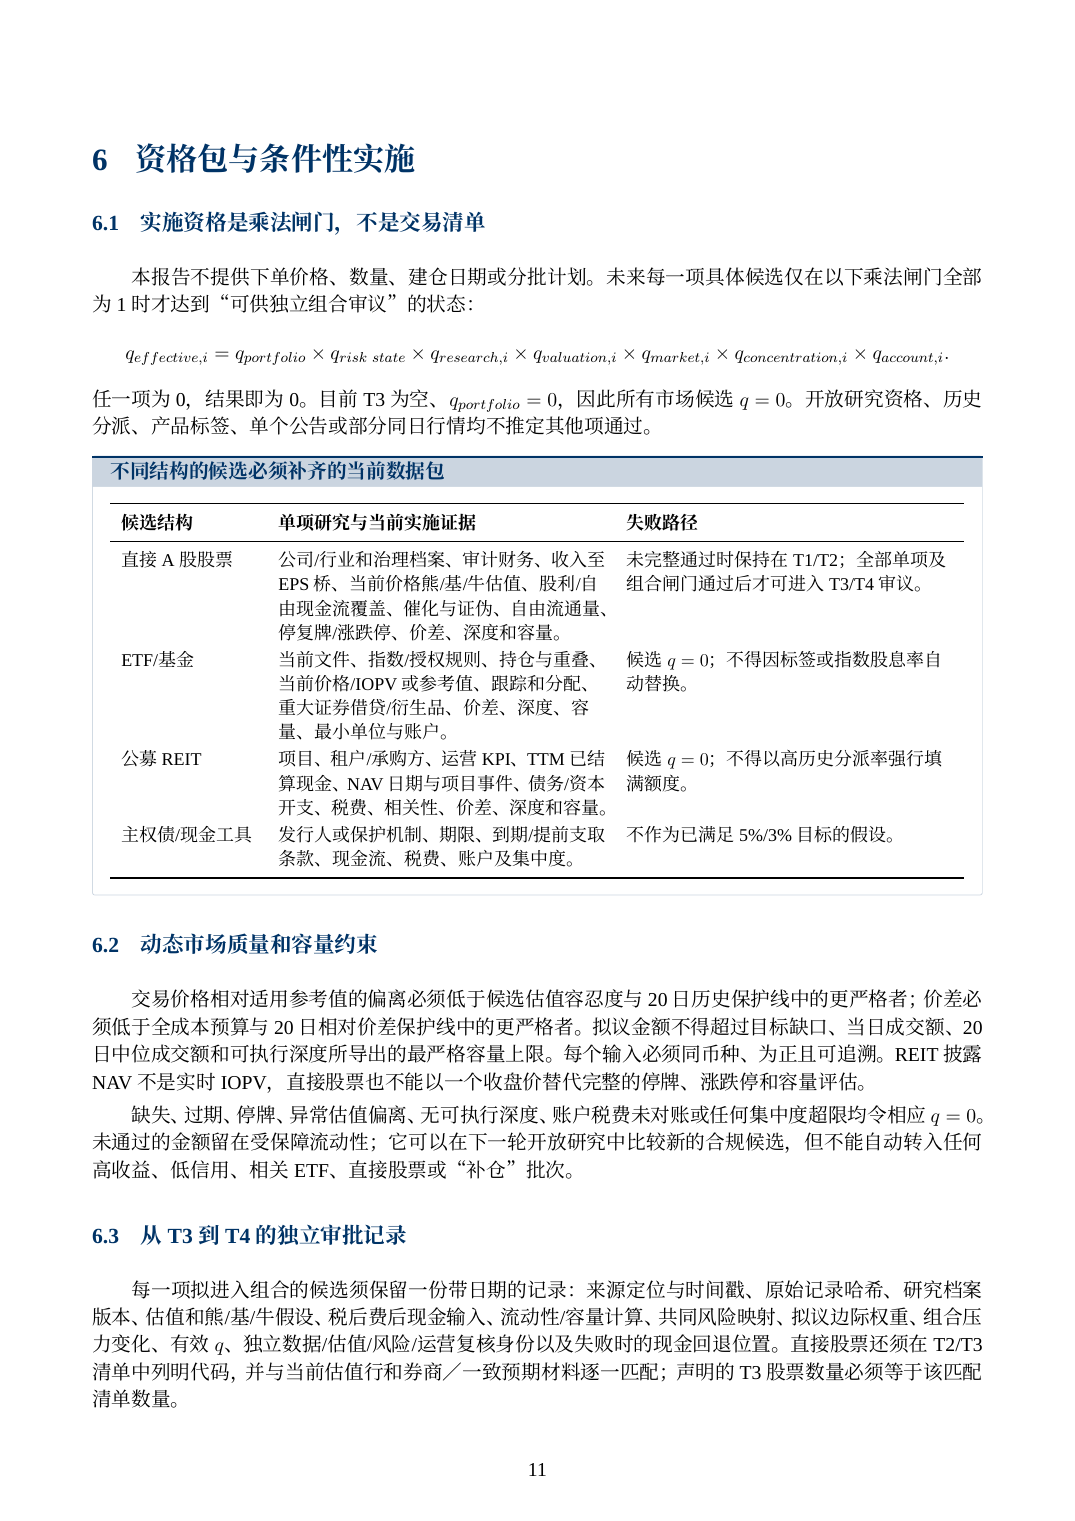 6 资格包与条件性实施
6.1 实施资格是乘法闸门，不是交易清单
本报告不提供下单价格、数量、建仓日期或分批计划。未来每一项具体候选仅在以下乘法闸门全部
为 1 时才达到“可供独立组合审议”的状态：
q_{effective,i} = q_{portfolio} × q_{risk state} × q_{research,i} × q_{valuation,i} × q_{market,i} × q_{concentration,i} × q_{account,i}.
任一项为 0，结果即为 0。目前 T3 为空、q_{portfolio} = 0，因此所有市场候选 q = 0。开放研究资格、历史
分派、产品标签、单个公告或部分同日行情均不推定其他项通过。
不同结构的候选必须补齐的当前数据包
候选结构 单项研究与当前实施证据 失败路径
直接 A 股股票 公司/行业和治理档案、审计财务、收入至 未完整通过时保持在 T1/T2；全部单项及
EPS 桥、当前价格熊/基/牛估值、股利/自 组合闸门通过后才可进入 T3/T4 审议。
由现金流覆盖、催化与证伪、自由流通量、
停复牌/涨跌停、价差、深度和容量。
ETF/基金 当前文件、指数/授权规则、持仓与重叠、 候选 q = 0；不得因标签或指数股息率自
当前价格/IOPV 或参考值、跟踪和分配、 动替换。
重大证券借贷/衍生品、价差、深度、容
量、最小单位与账户。
公募 REIT 项目、租户/承购方、运营 KPI、TTM 已结 候选 q = 0；不得以高历史分派率强行填
算现金、NAV 日期与项目事件、债务/资本 满额度。
开支、税费、相关性、价差、深度和容量。
主权债/现金工具 发行人或保护机制、期限、到期/提前支取 不作为已满足 5%/3% 目标的假设。
条款、现金流、税费、账户及集中度。
6.2 动态市场质量和容量约束
交易价格相对适用参考值的偏离必须低于候选估值容忍度与 20 日历史保护线中的更严格者；价差必
须低于全成本预算与 20 日相对价差保护线中的更严格者。拟议金额不得超过目标缺口、当日成交额、20
日中位成交额和可执行深度所导出的最严格容量上限。每个输入必须同币种、为正且可追溯。REIT 披露
NAV 不是实时 IOPV，直接股票也不能以一个收盘价替代完整的停牌、涨跌停和容量评估。
缺失、过期、停牌、异常估值偏离、无可执行深度、账户税费未对账或任何集中度超限均令相应 q = 0。
未通过的金额留在受保障流动性；它可以在下一轮开放研究中比较新的合规候选，但不能自动转入任何
高收益、低信用、相关 ETF、直接股票或“补仓”批次。
6.3 从 T3 到 T4 的独立审批记录
每一项拟进入组合的候选须保留一份带日期的记录：来源定位与时间戳、原始记录哈希、研究档案
版本、估值和熊/基/牛假设、税后费后现金输入、流动性/容量计算、共同风险映射、拟议边际权重、组合压
力变化、有效 q、独立数据/估值/风险/运营复核身份以及失败时的现金回退位置。直接股票还须在 T2/T3
清单中列明代码，并与当前估值行和券商／一致预期材料逐一匹配；声明的 T3 股票数量必须等于该匹配
清单数量。
11